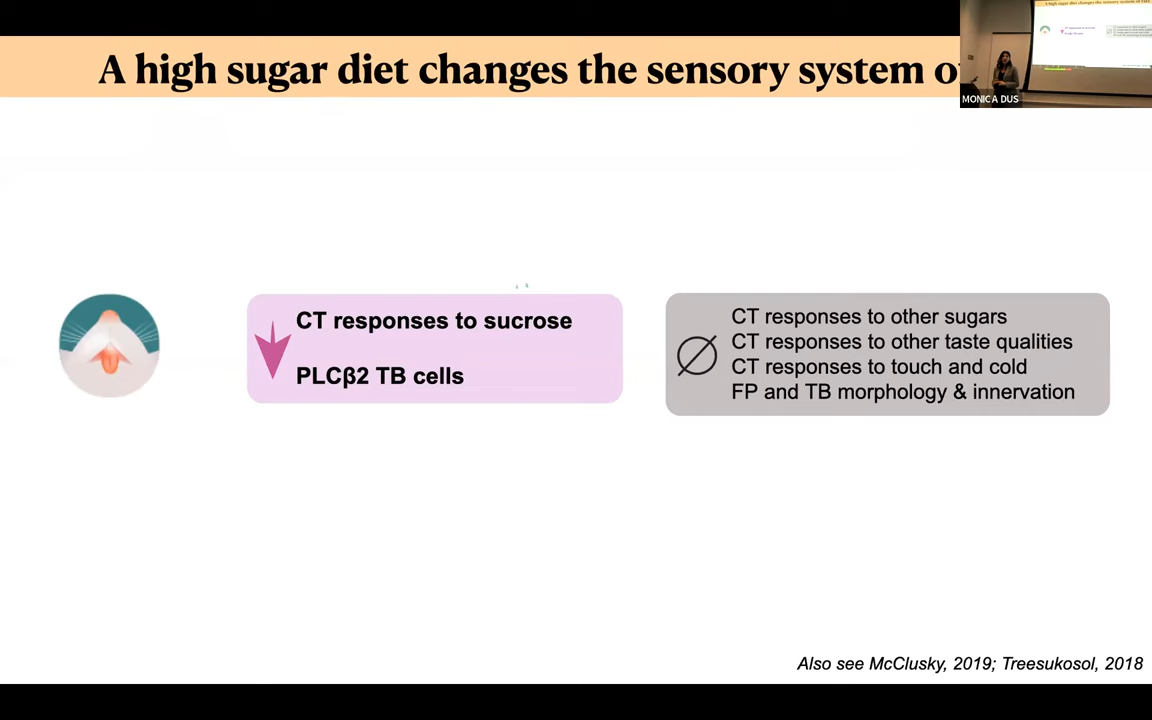 A high sugar diet changes the sensory system o
MONICA DUS
CT responses to sucrose
PLCβ2 TB cells
CT responses to other sugars
CT responses to other taste qualities
CT responses to touch and cold
FP and TB morphology & innervation
Also see McClusky, 2019; Treesukosol, 2018